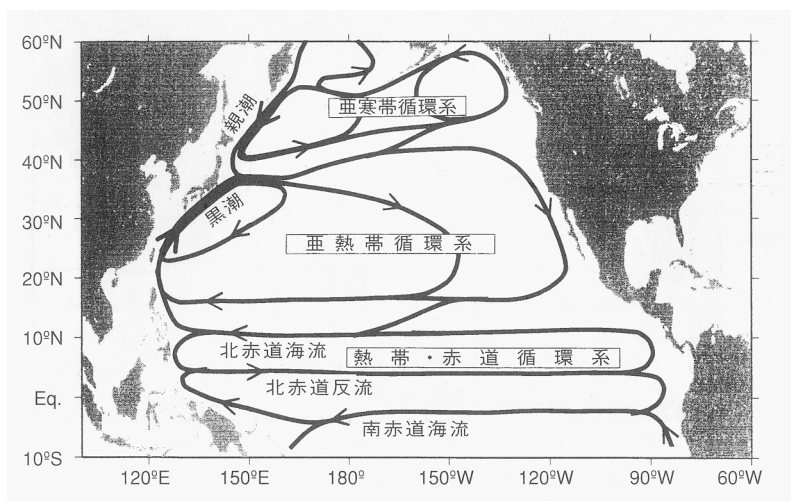 60ºN
50ºN
40ºN
30ºN
20ºN
10ºN
Eq.
10ºS
亜寒帯循環系
親潮
黒潮
亜熱帯循環系
北赤道海流
熱帯・赤道循環系
北赤道反流
南赤道海流
120ºE
150ºE
180º
150ºW
120ºW
90ºW
60ºW